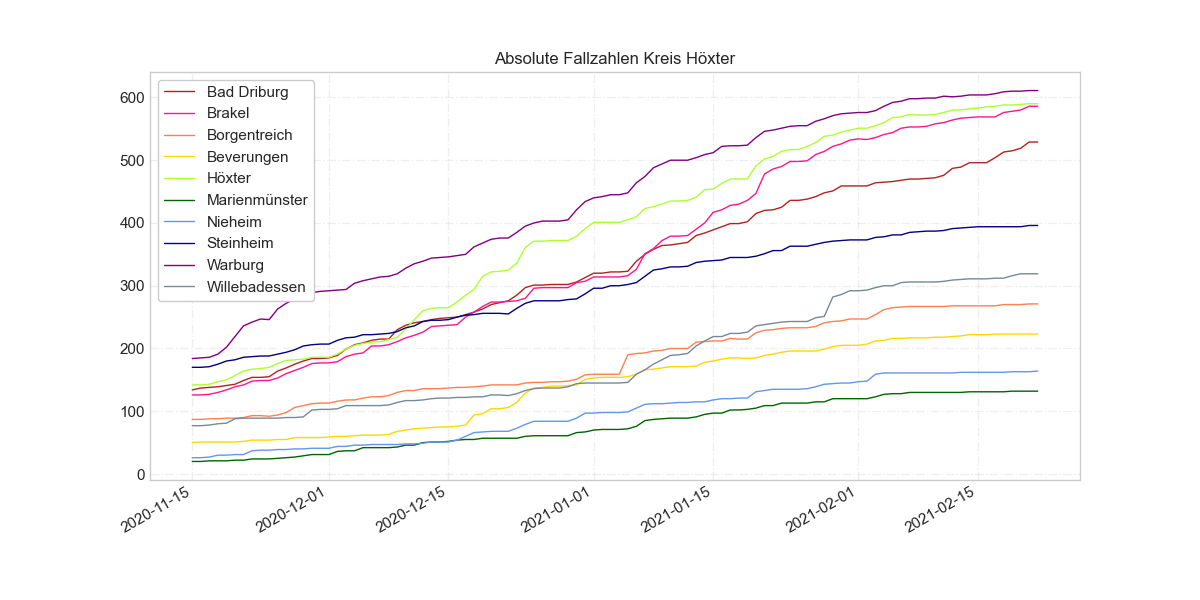 Absolute Fallzahlen Kreis Höxter
Bad Driburg
Brakel
Borgentreich
Beverungen
Höxter
Marienmünster
Nieheim
Steinheim
Warburg
Willebadessen
600
500
400
300
200
100
0
2020-11-15
2020-12-01
2020-12-15
2021-01-01
2021-01-15
2021-02-01
2021-02-15